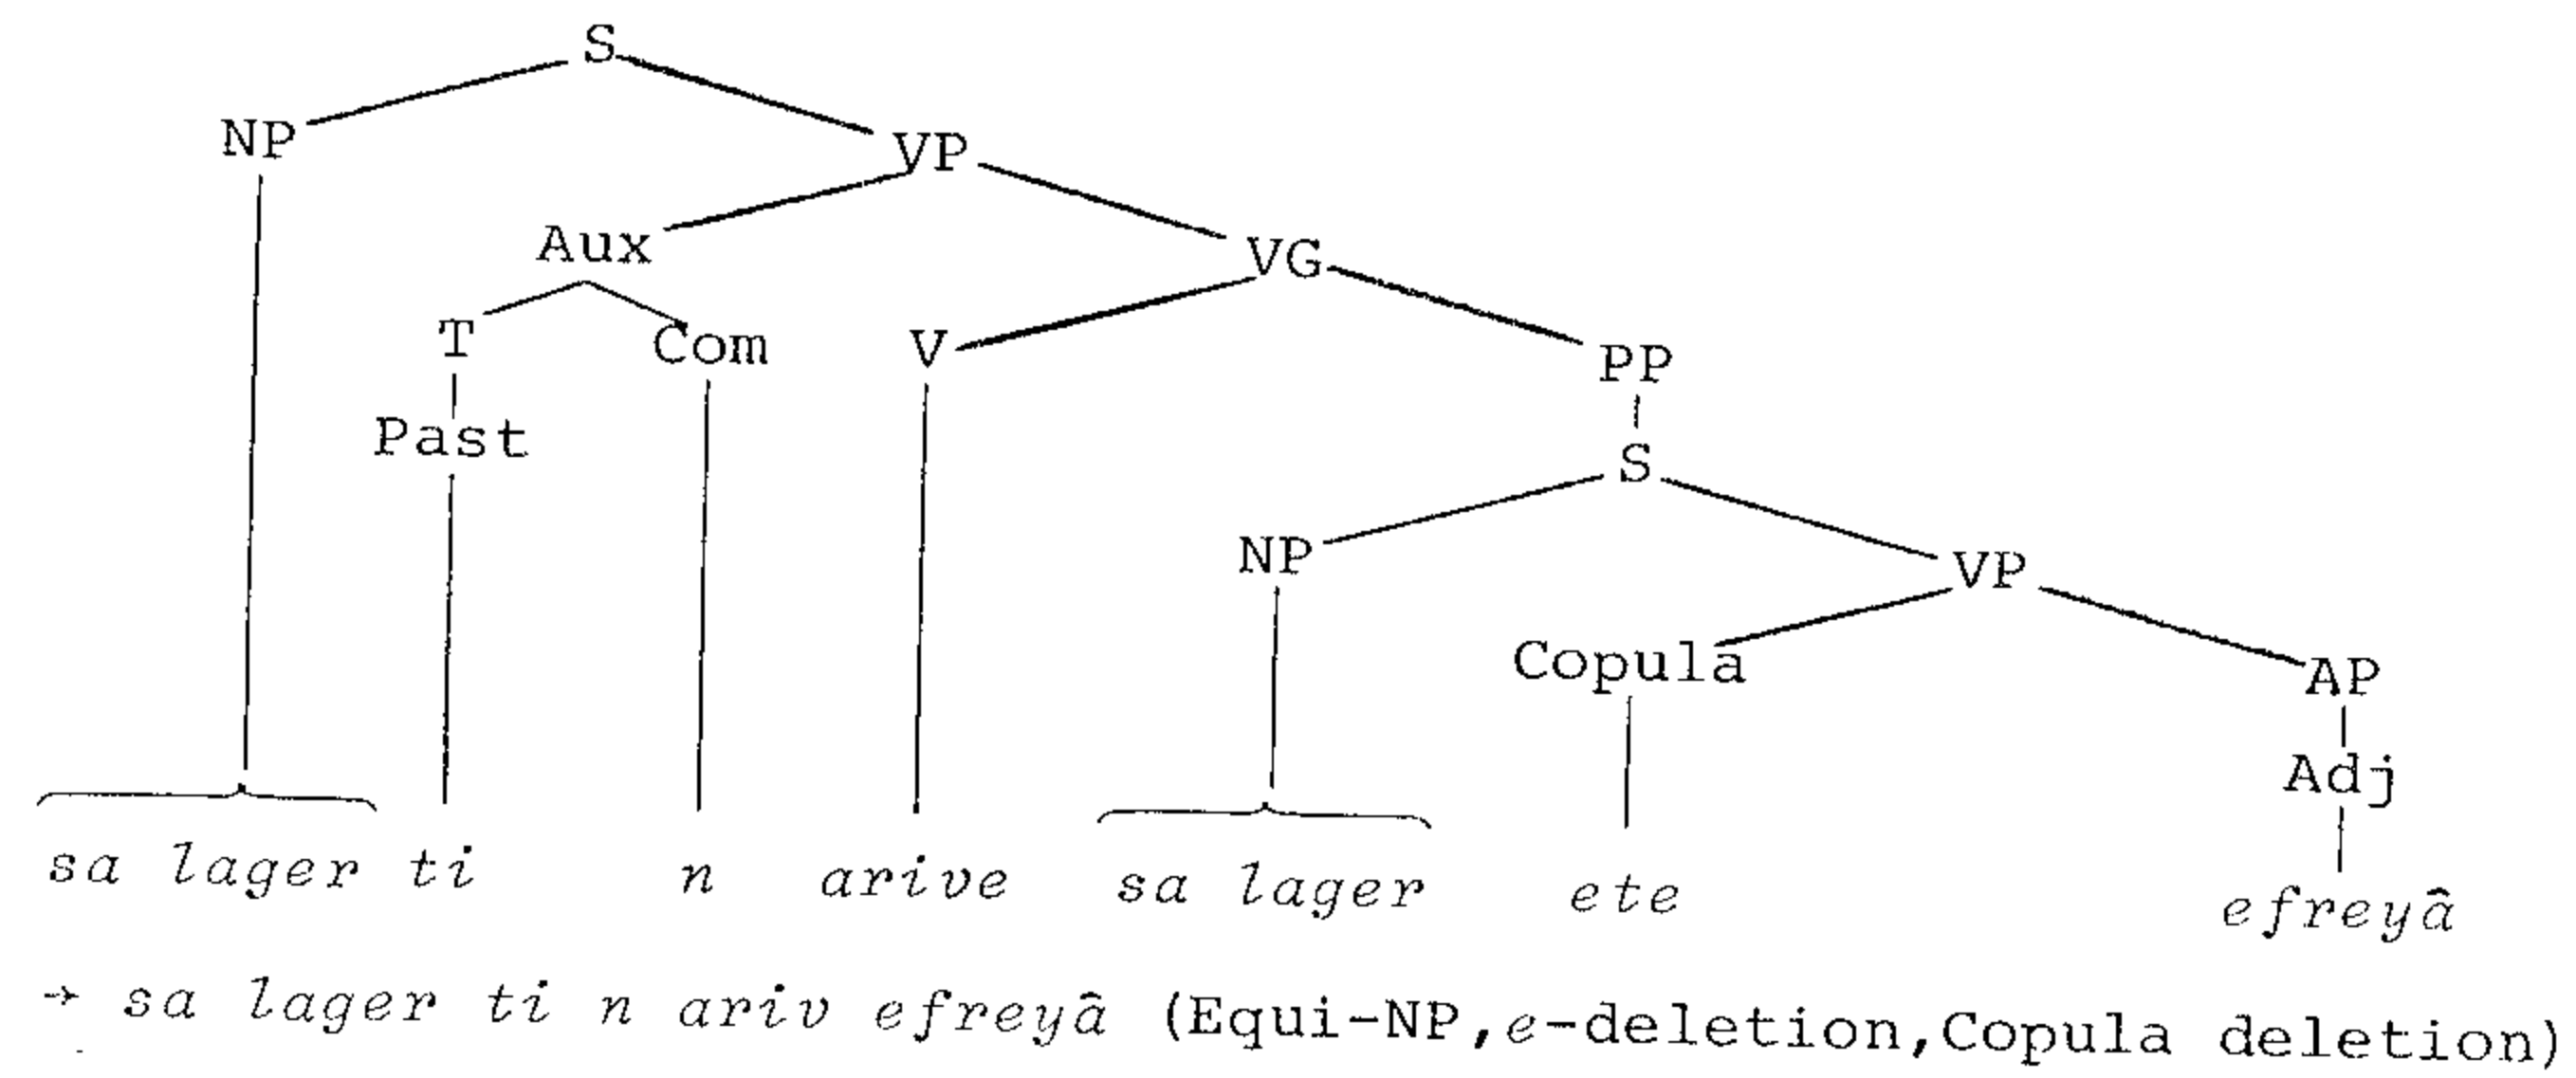 S
NP VP
Aux VG
T Com V PP
Past
S
NP VP
Copula AP
Adj
sa lager ti n arive sa lager ete efreyâ
→ sa lager ti n ariv efreyâ (Equi-NP,e-deletion,Copula deletion)